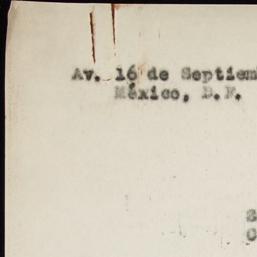 Av. 16 de Septiem
México, D.F.
S
C